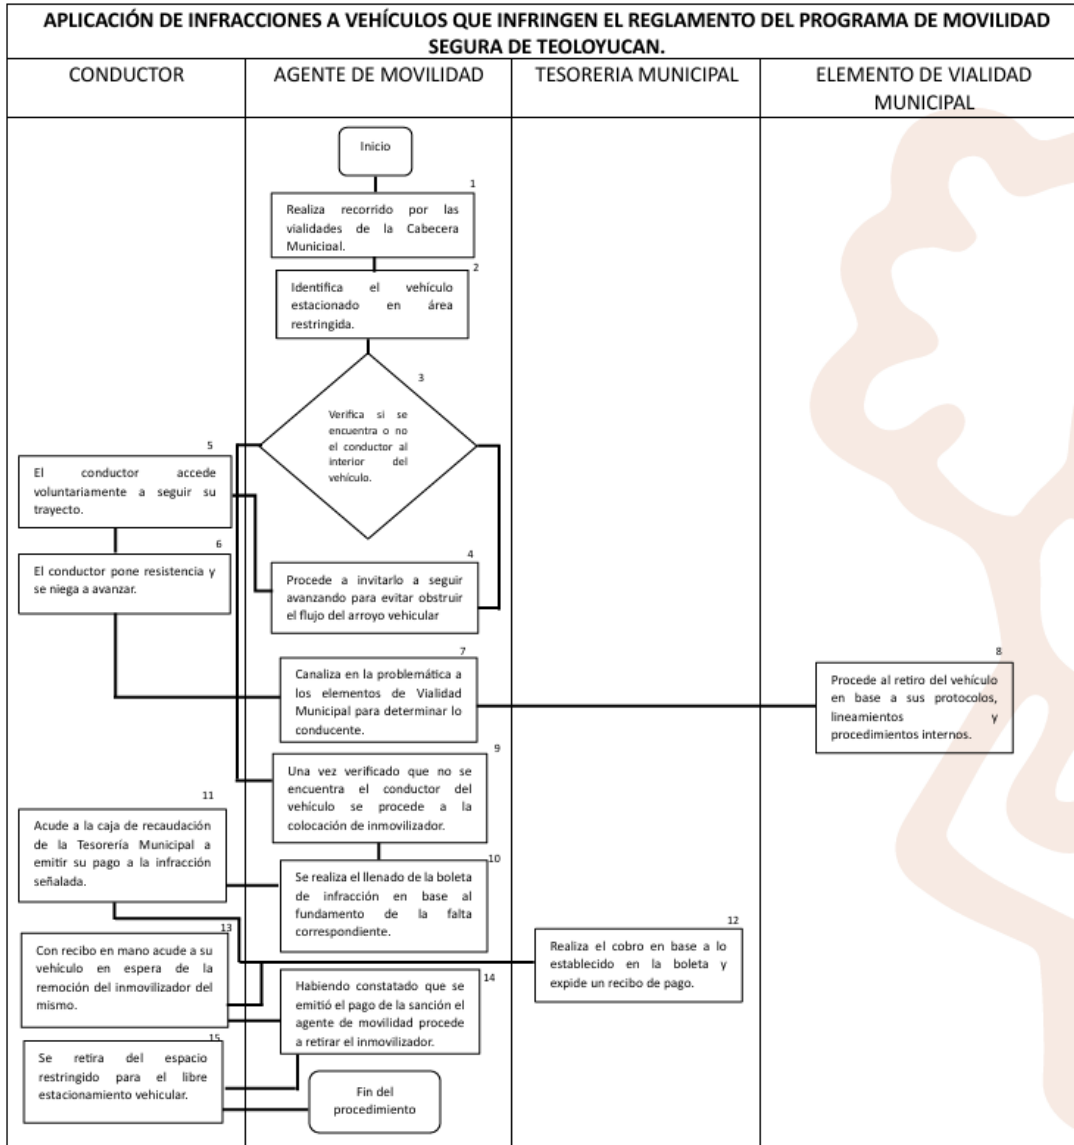 APLICACIÓN DE INFRACCIONES A VEHÍCULOS QUE INFRINGEN EL REGLAMENTO DEL PROGRAMA DE MOVILIDAD
SEGURA DE TEOLOYUCAN.
CONDUCTOR
AGENTE DE MOVILIDAD
TESORERIA MUNICIPAL
ELEMENTO DE VIALIDAD
MUNICIPAL
Inicio
1
Realiza recorrido por las
vialidades de la Cabecera
Municipal.
2
Identifica el vehículo
estacionado en área
restringida.
3
Verifica si se
encuentra o no
el conductor al
interior del
vehículo.
5
El conductor accede
voluntariamente a seguir su
trayecto.
6
El conductor pone resistencia y
se niega a avanzar.
4
Procede a invitarlo a seguir
avanzando para evitar obstruir
el flujo del arroyo vehicular
7
Canaliza en la problemática a
los elementos de Vialidad
Municipal para determinar lo
conducente.
8
Procede al retiro del vehículo
en base a sus protocolos,
lineamientos y
procedimientos internos.
9
Una vez verificado que no se
encuentra el conductor del
vehículo se procede a la
colocación de inmovilizador.
11
Acude a la caja de recaudación
de la Tesorería Municipal a
emitir su pago a la infracción
señalada.
10
Se realiza el llenado de la boleta
de infracción en base al
fundamento de la falta
correspondiente.
12
Realiza el cobro en base a lo
establecido en la boleta y
expide un recibo de pago.
13
Con recibo en mano acude a su
vehículo en espera de la
remoción del inmovilizador del
mismo.
14
Habiendo constatado que se
emitió el pago de la sanción el
agente de movilidad procede
a retirar el inmovilizador.
15
Se retira del espacio
restringido para el libre
estacionamiento vehicular.
Fin del
procedimiento